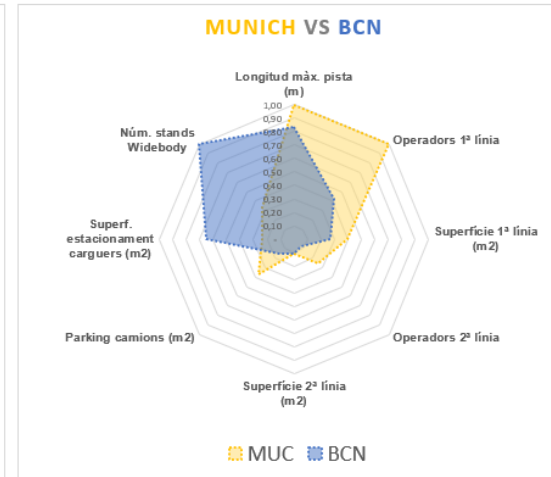 MUNICH VS BCN
Longitud màx. pista
(m)
Operadors 1ª línia
Superfície 1ª línia
(m2)
Operadors 2ª línia
Superfície 2ª línia
(m2)
Parking camions (m2)
Superf.
estacionament
carguers (m2)
Núm. stands
Widebody
1,00
0,90
0,80
0,70
0,60
0,50
0,40
0,30
0,20
0,10
-
MUC BCN